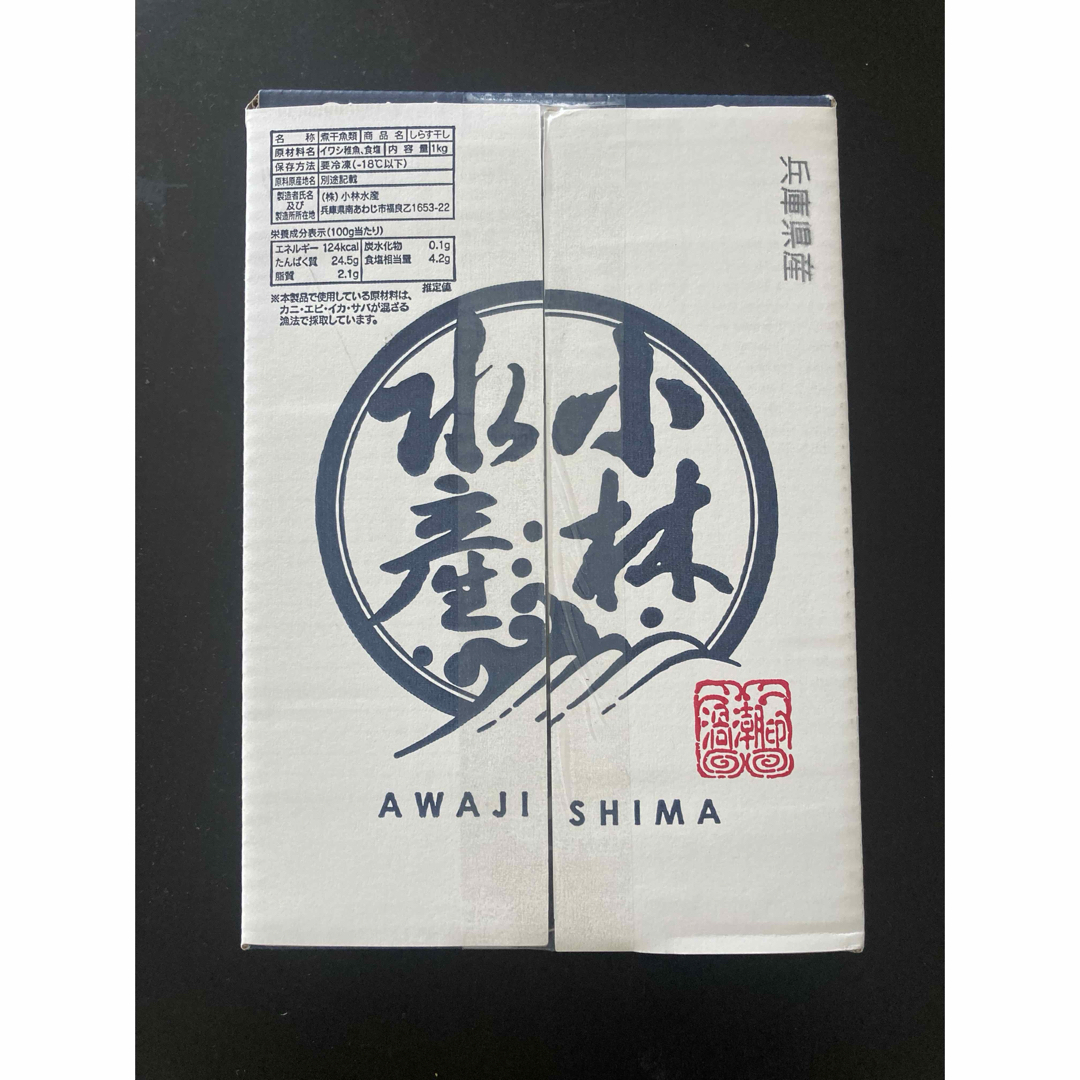 名 称 煮干魚類 商品名 しらす干し
原材料名 イワシ稚魚、食塩 内容量 1kg
保存方法 要冷凍(-18℃以下)
原料原産地名 別途記載
製造者氏名
及び
製造所所在地
(株)小林水産
兵庫県南あわじ市福良乙1653-22
栄養成分表示(100g当たり)
エネルギー 124kcal 炭水化物 0.1g
たんぱく質 24.5g 食塩相当量 4.2g
脂質 2.1g
推定値
※本製品で使用している原材料は、
カニ・エビ・イカ・サバが混ざる
漁法で採取しています。
兵庫県産
小林
水産
渦潮印
AWAJI SHIMA